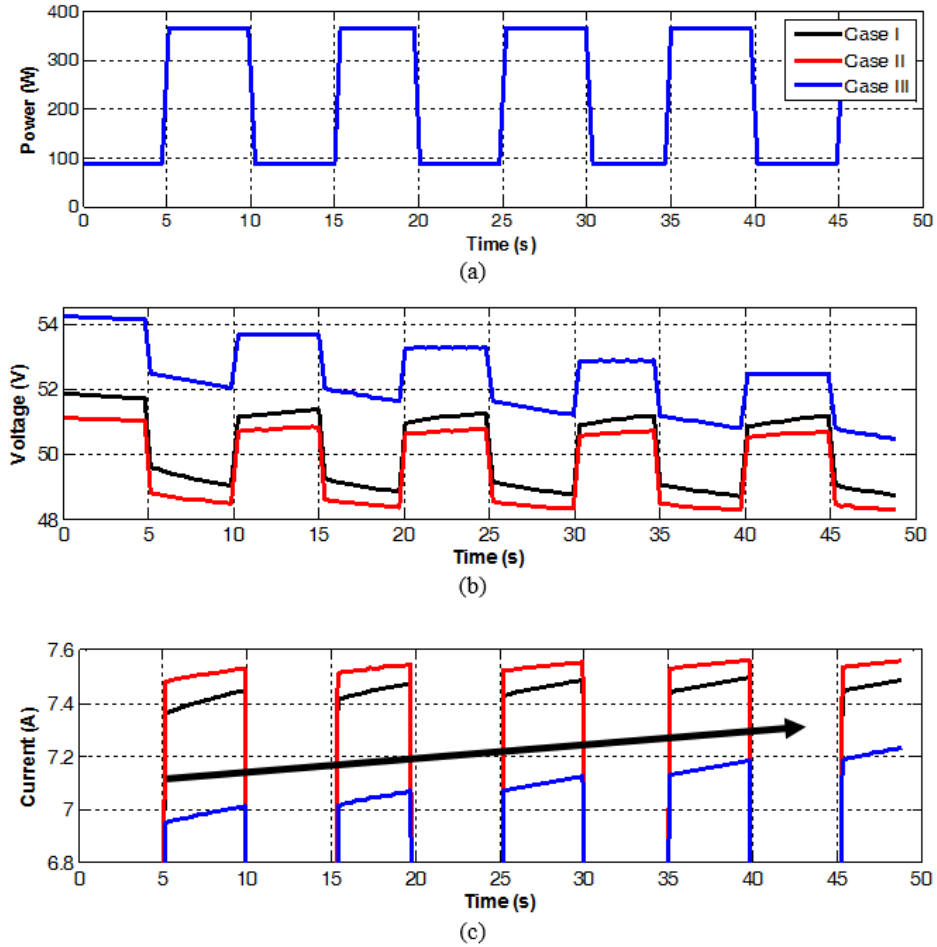 400
300
200
100
0
Power (W)
Case I
Case II
Case III
0 5 10 15 20 25 30 35 40 45 50
Time (s)
(a)
54
52
50
48
Voltage (V)
0 5 10 15 20 25 30 35 40 45 50
Time (s)
(b)
7.6
7.4
7.2
7
6.8
Current (A)
0 5 10 15 20 25 30 35 40 45 50
Time (s)
(c)